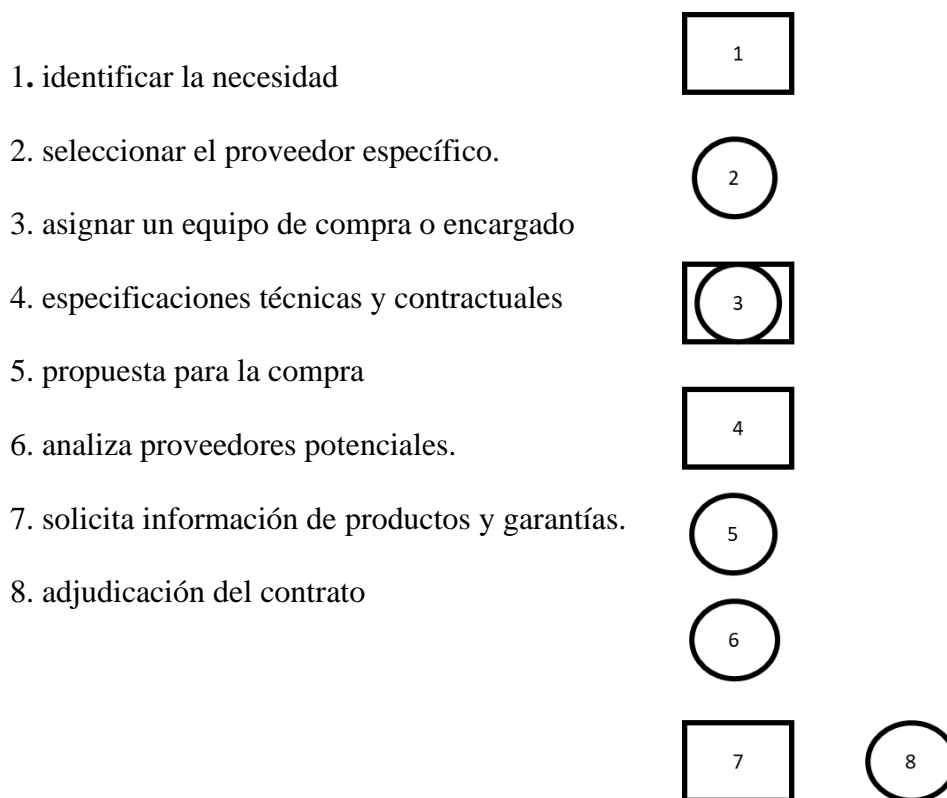 1. identificar la necesidad
2. seleccionar el proveedor específico.
3. asignar un equipo de compra o encargado
4. especificaciones técnicas y contractuales
5. propuesta para la compra
6. analiza proveedores potenciales.
7. solicita información de productos y garantías.
8. adjudicación del contrato
1
2
3
4
5
6
7
8